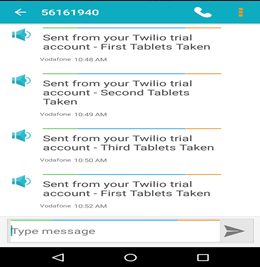 56161940
Sent from your Twilio trial
account - First Tablets Taken
Vodafone 10:48 AM
Sent from your Twilio trial
account - Second Tablets
Taken
Vodafone 10:49 AM
Sent from your Twilio trial
account - Third Tablets Taken
Vodafone 10:50 AM
Sent from your Twilio trial
account - First Tablets Taken
Vodafone 10:52 AM
Type message